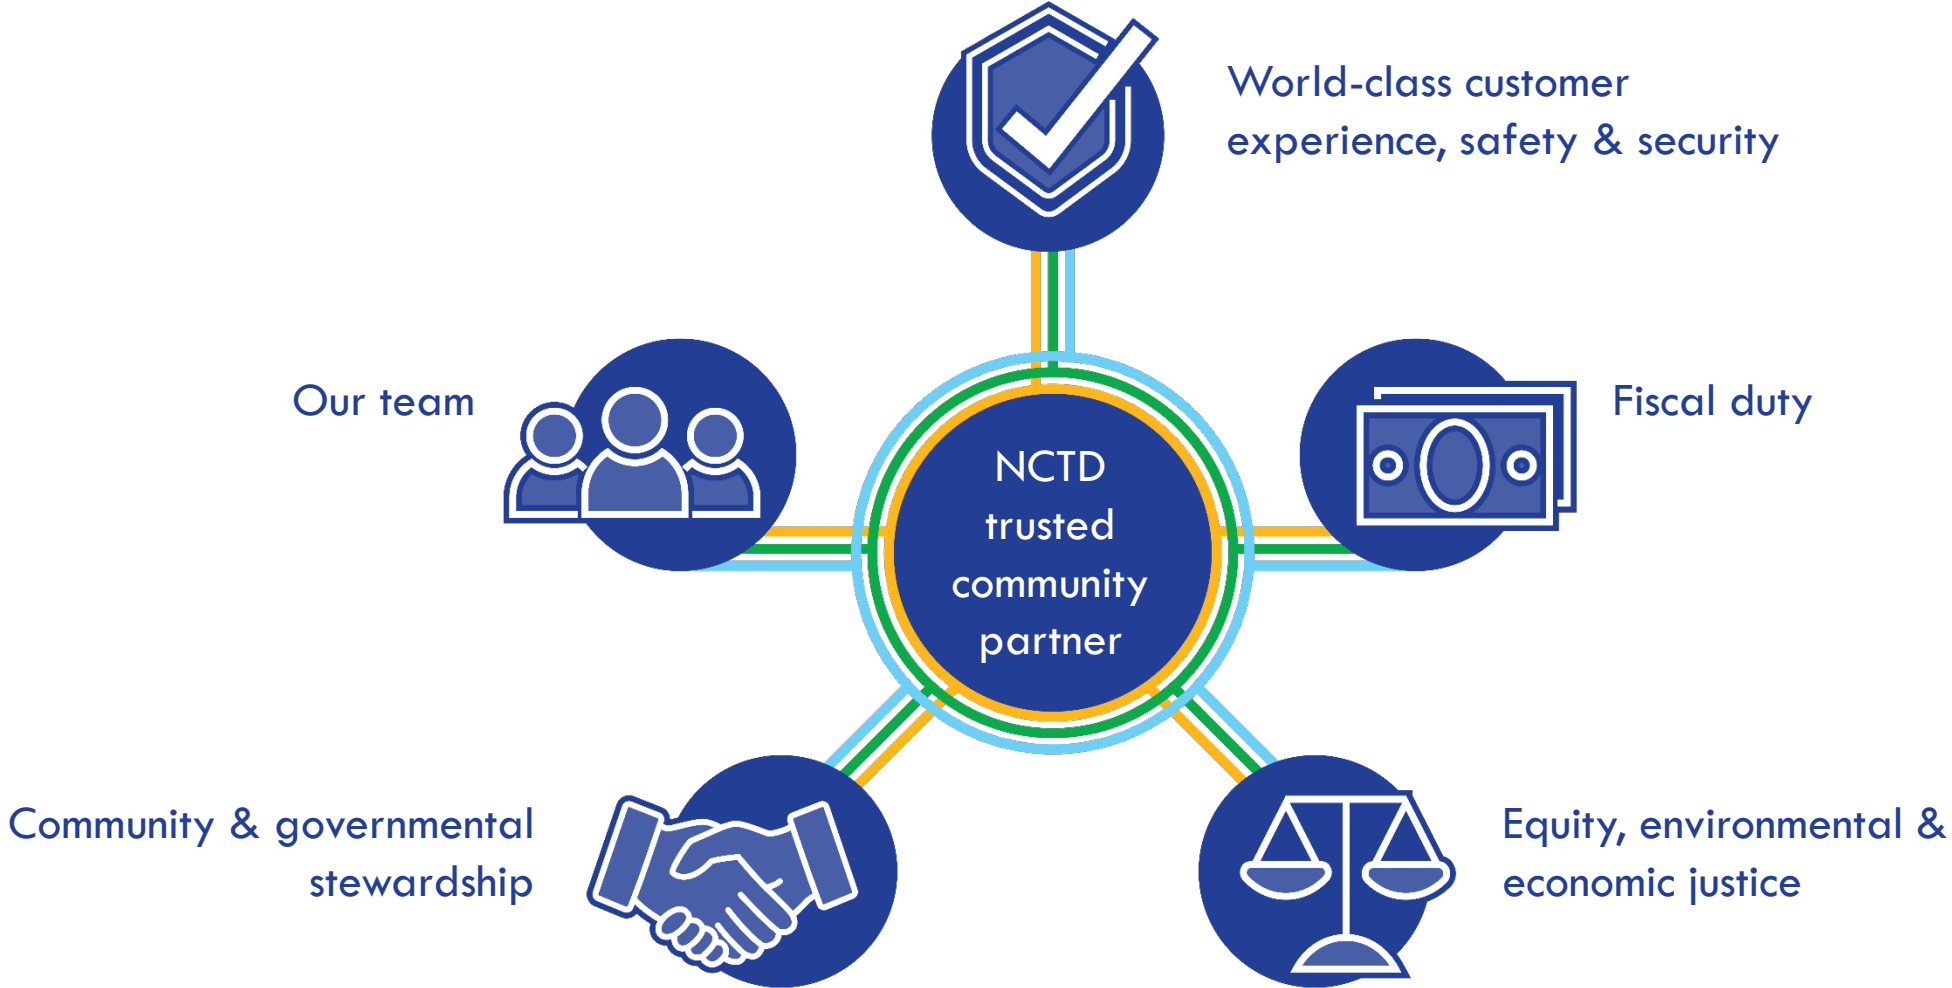 World-class customer
experience, safety & security
Our team
Fiscal duty
NCTD
trusted
community
partner
Community & governmental
stewardship
Equity, environmental &
economic justice